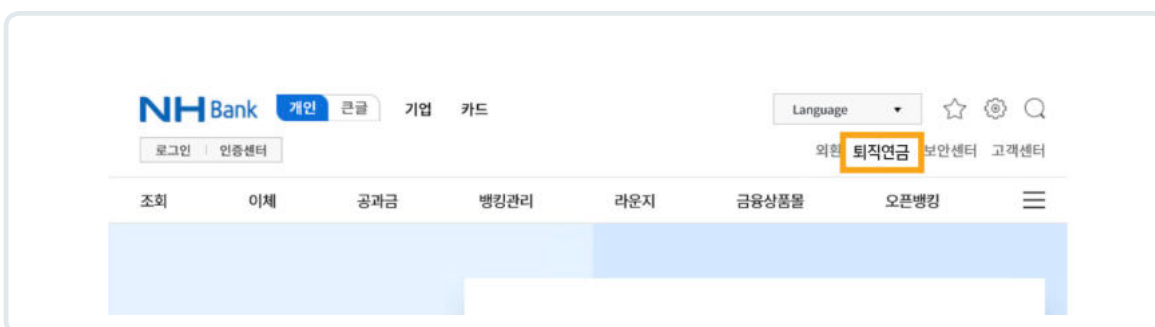 NH Bank 개인 큰글 기업 카드 Language
로그인 인증센터 외환 퇴직연금 보안센터 고객센터
조회 이체 공과금 뱅킹관리 라운지 금융상품몰 오픈뱅킹